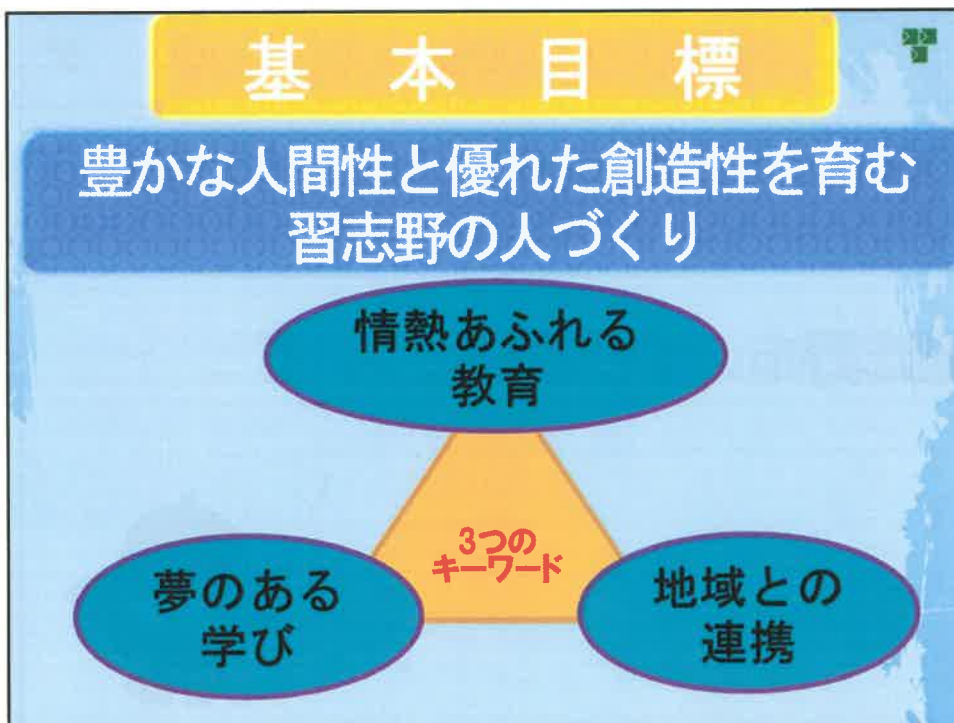 基本目標
豊かな人間性と優れた創造性を育む
習志野の人づくり
情熱あふれる
教育
3つの
キーワード
夢のある
学び
地域との
連携